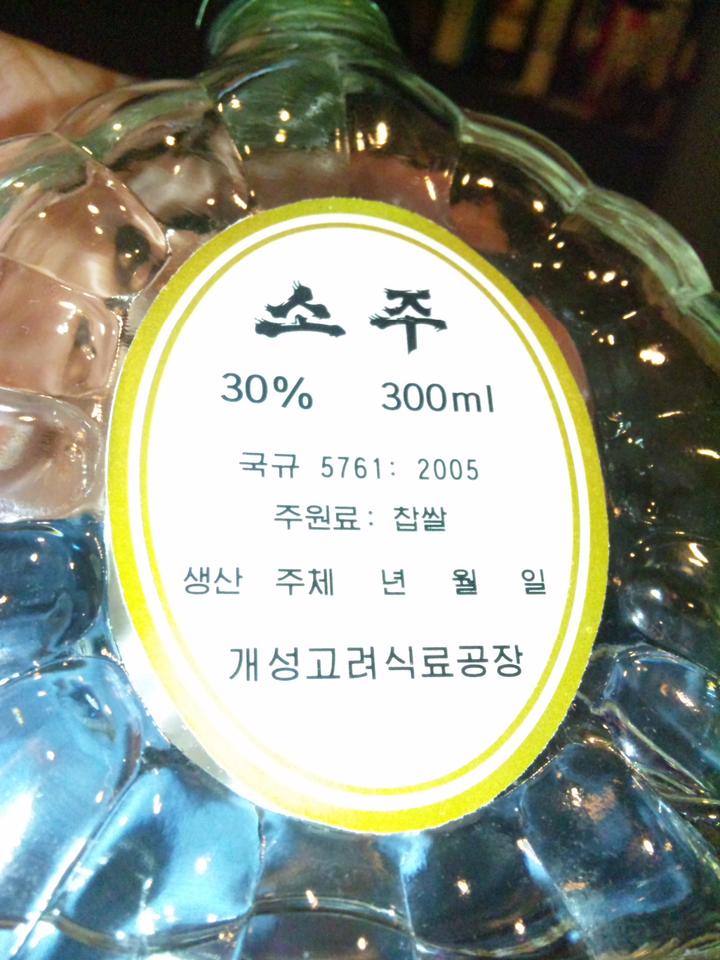 소주
30% 300ml
국규 5761: 2005
주원료: 찹쌀
생산 주체 년 월 일
개성고려식료공장